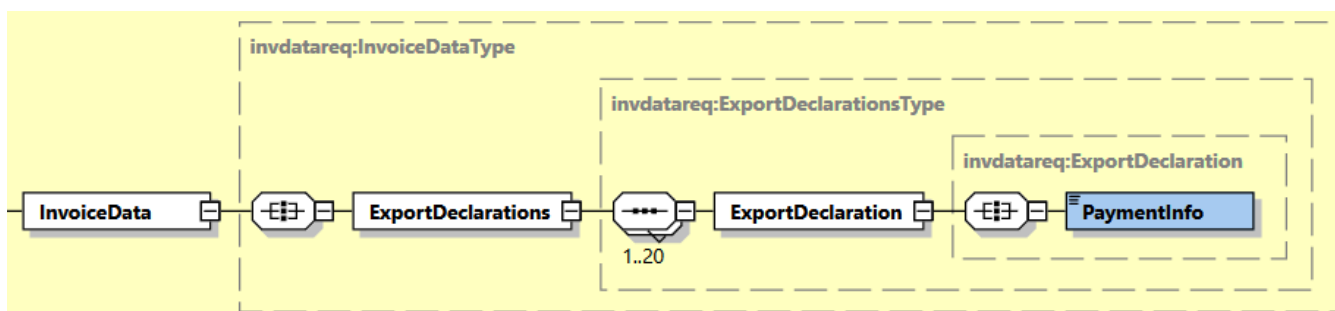 invdatareq:InvoiceDataType
invdatareq:ExportDeclarationsType
invdatareq:ExportDeclaration
InvoiceData
ExportDeclarations
ExportDeclaration
PaymentInfo
1..20